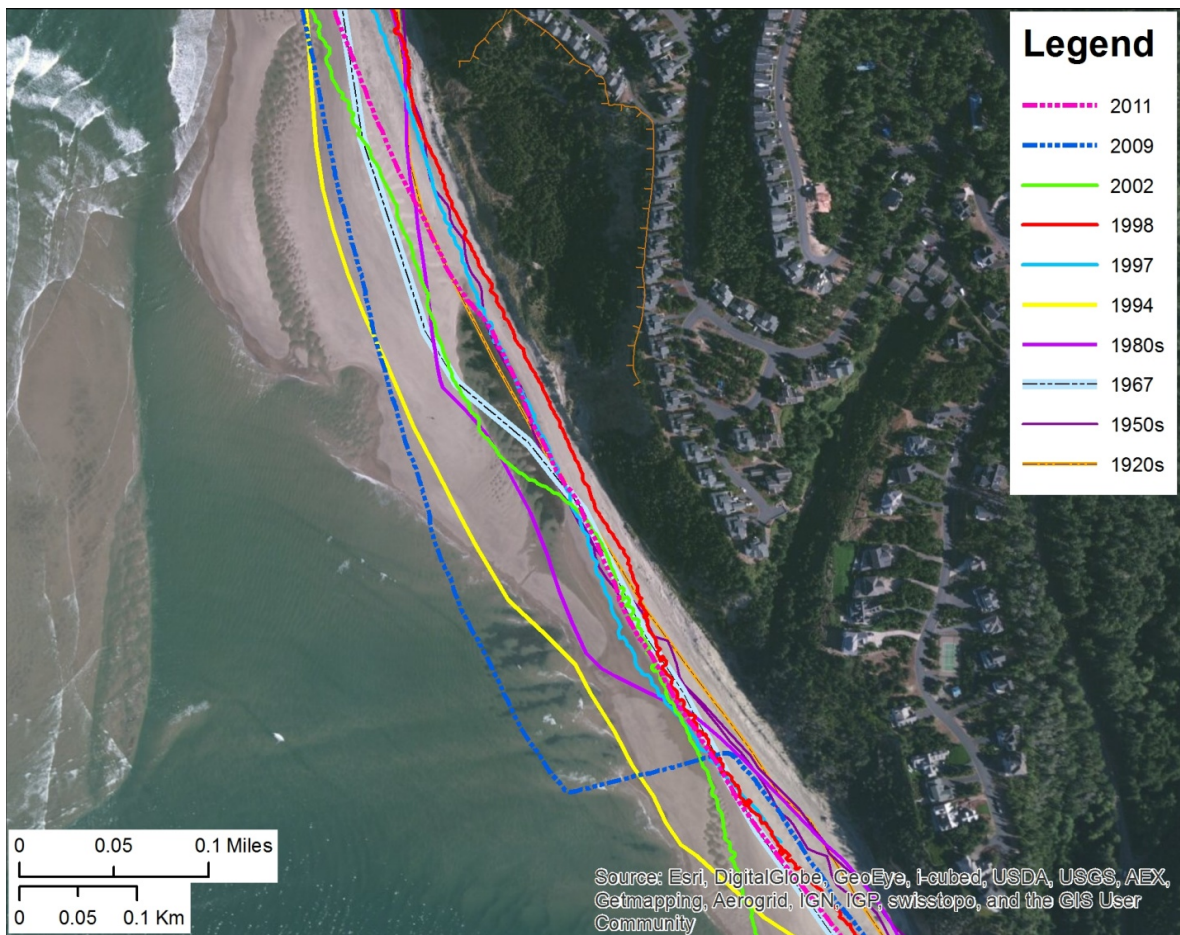 Legend
2011
2009
2002
1998
1997
1994
1980s
1967
1950s
1920s
0 0.05 0.1 Miles
0 0.05 0.1 Km
Source: Esri, DigitalGlobe, GeoEye, i-cubed, USDA, USGS, AEX,
Getmapping, Aerogrid, IGN, IGP, swisstopo, and the GIS User
Community